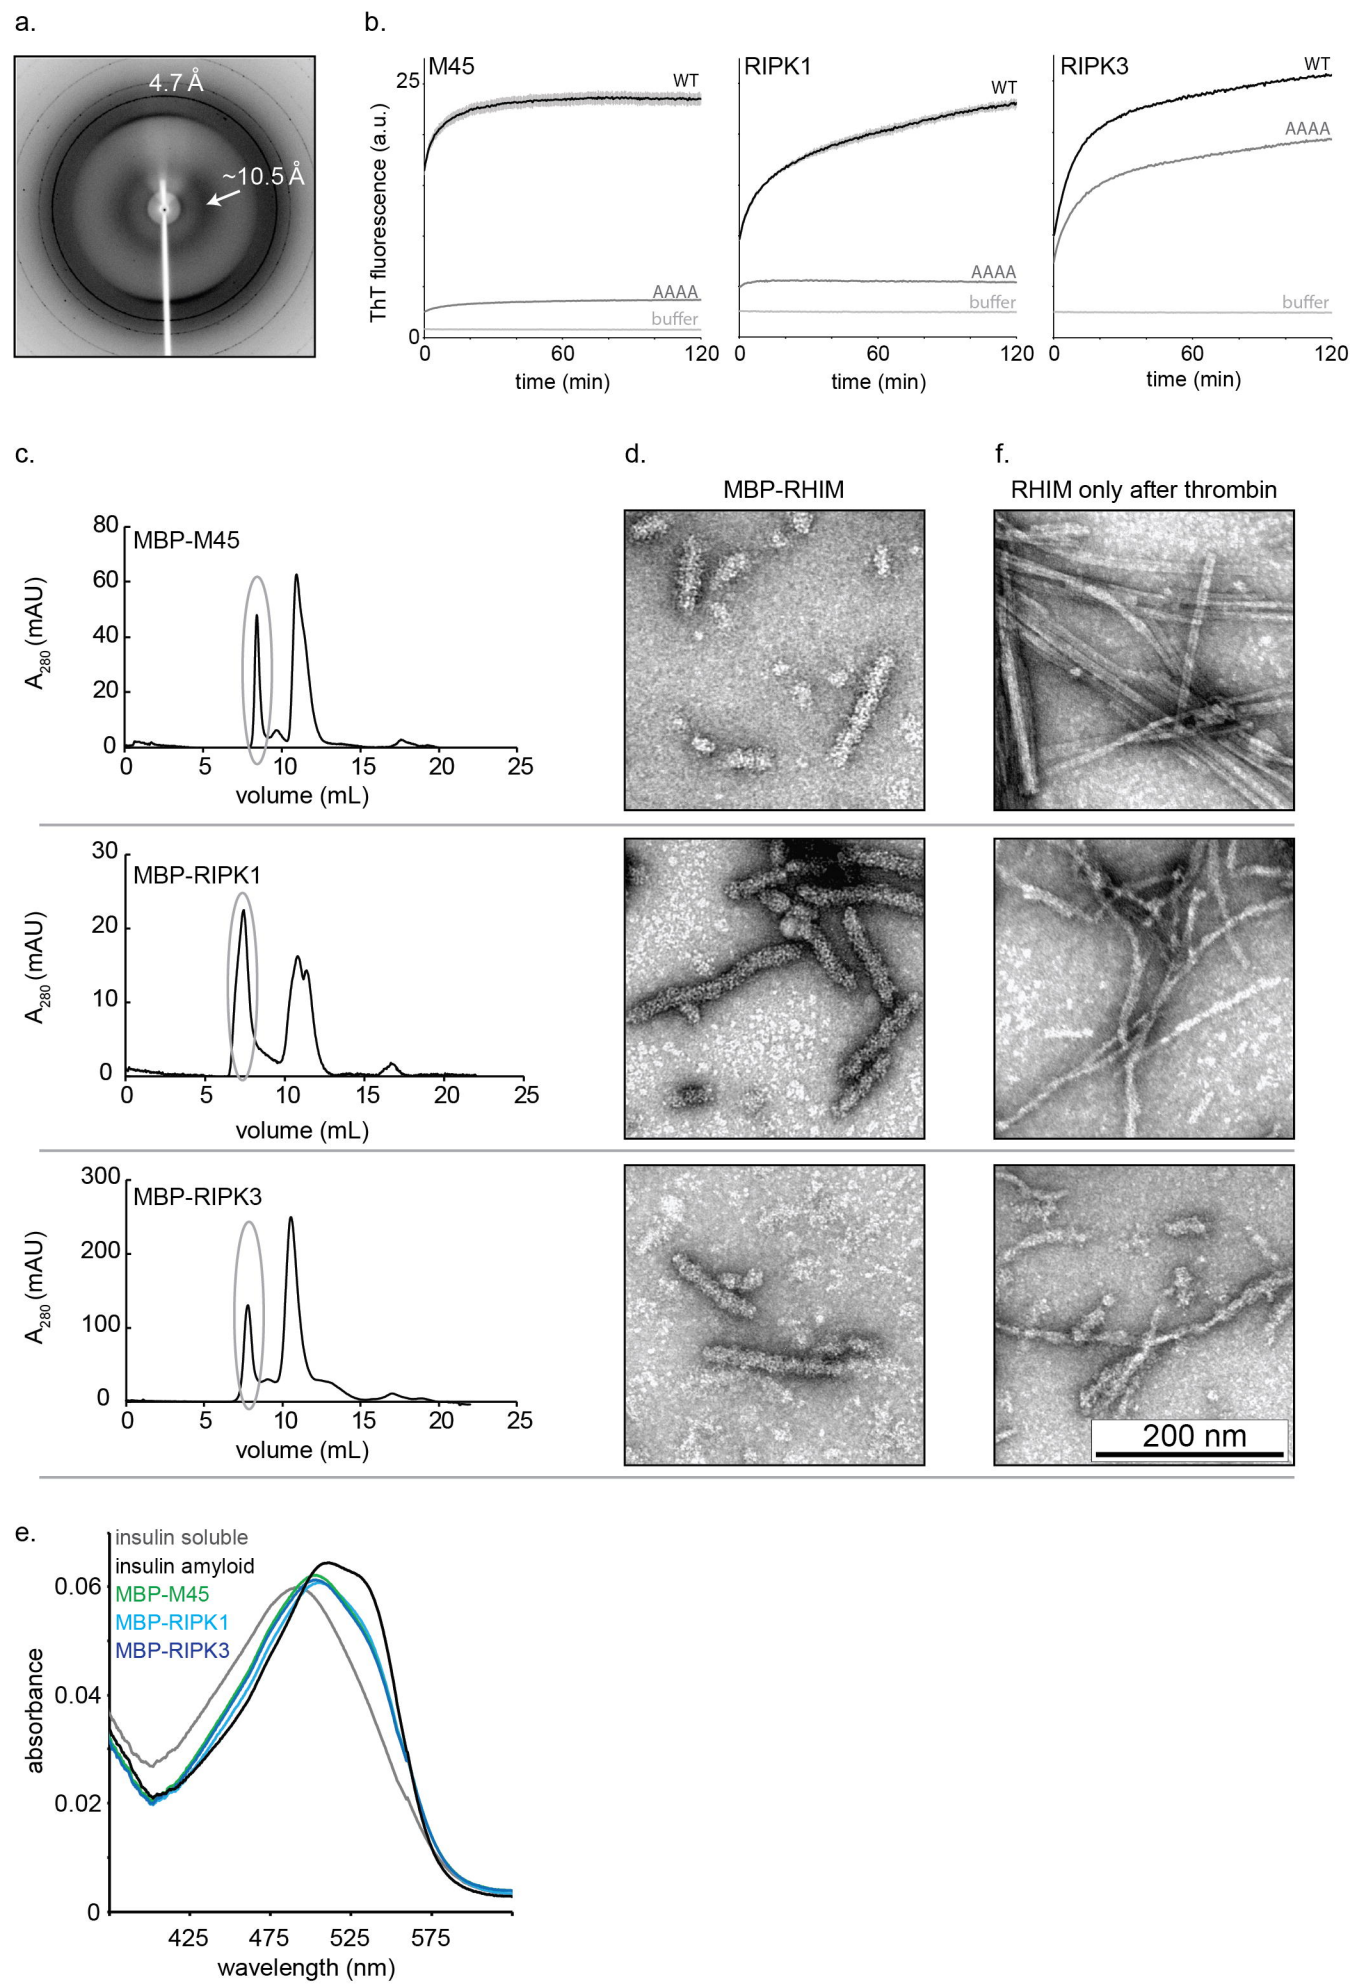 a.
4.7 Å
~10.5 Å
b.
M45
RIPK1
RIPK3
ThT fluorescence (a.u.)
25
0
WT
AAAA
buffer
0 60 120
time (min)
WT
AAAA
buffer
0 60 120
time (min)
WT
AAAA
buffer
0 60 120
time (min)
c.
MBP-M45
A280 (mAU)
80
60
40
20
0
0 5 10 15 20 25
volume (mL)
MBP-RIPK1
A280 (mAU)
30
20
10
0
0 5 10 15 20 25
volume (mL)
MBP-RIPK3
A280 (mAU)
300
200
100
0
0 5 10 15 20 25
volume (mL)
d.
MBP-RHIM
f.
RHIM only after thrombin
200 nm
e.
insulin soluble
insulin amyloid
MBP-M45
MBP-RIPK1
MBP-RIPK3
absorbance
0.06
0.04
0.02
0
425 475 525 575
wavelength (nm)